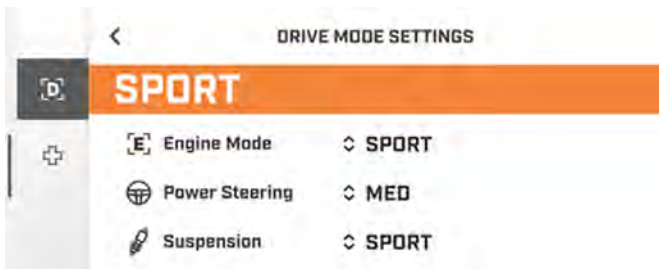 DRIVE MODE SETTINGS
D
SPORT
E Engine Mode SPORT
Power Steering MED
Suspension SPORT